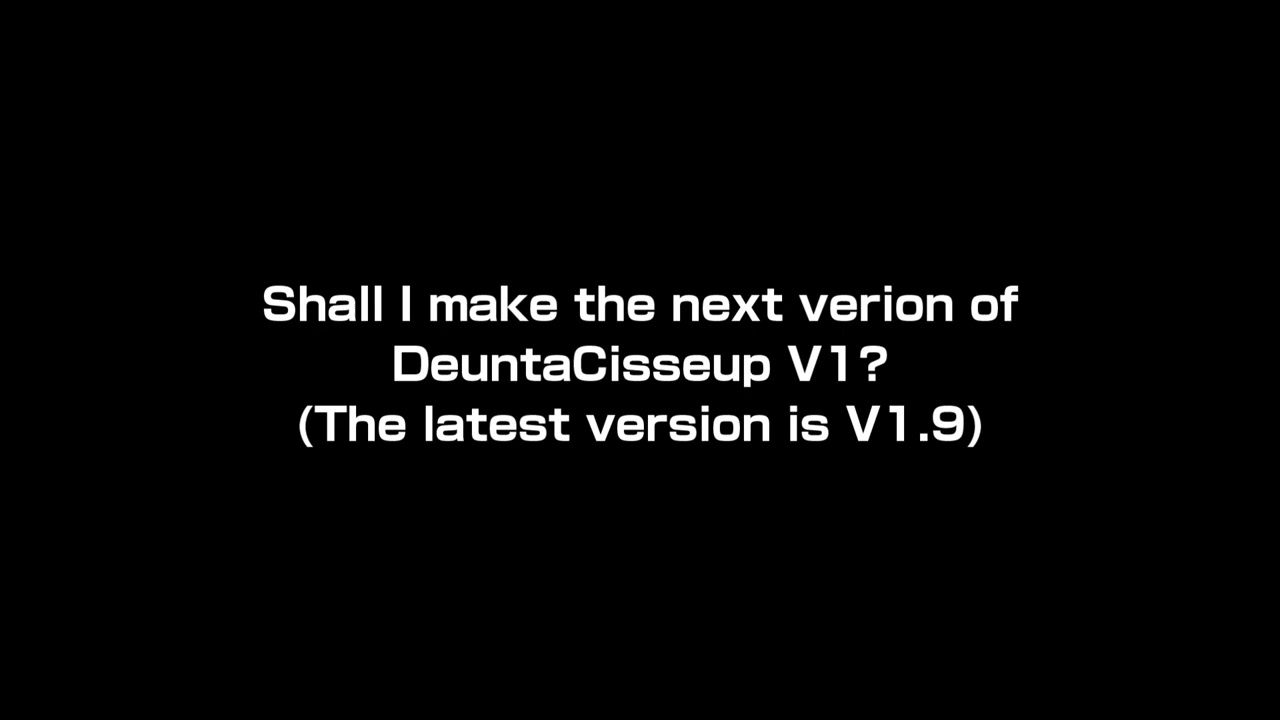 Shall I make the next verion of
DeuntaCisseup V1?
(The latest version is V1.9)